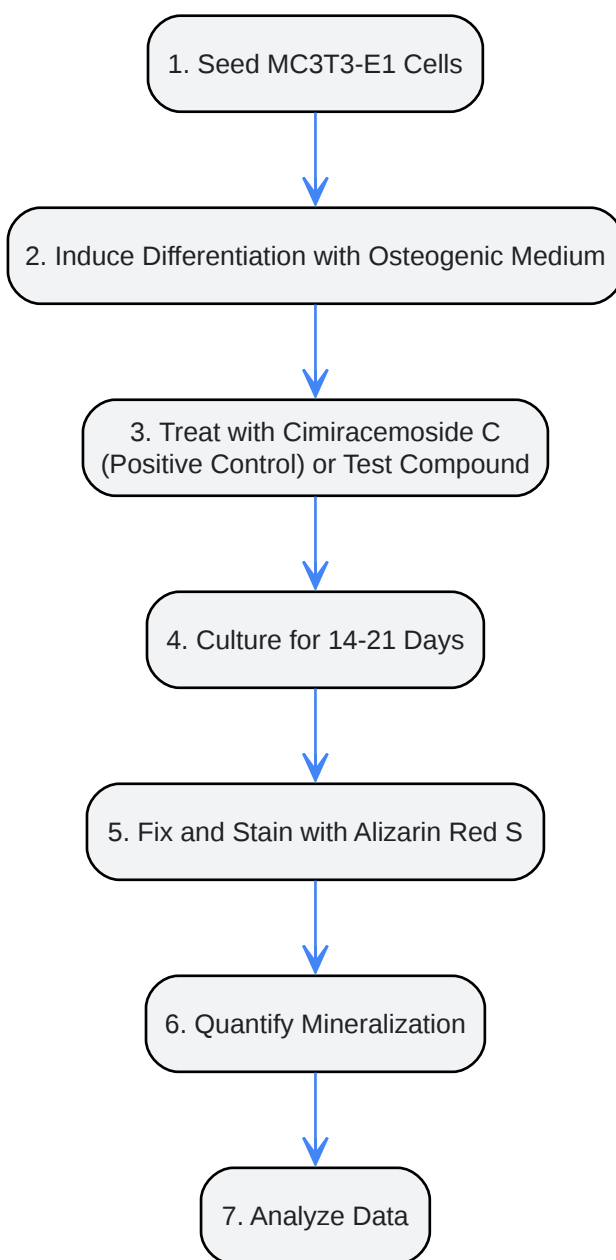 1. Seed MC3T3-E1 Cells
2. Induce Differentiation with Osteogenic Medium
3. Treat with Cimiracemoside C
(Positive Control) or Test Compound
4. Culture for 14-21 Days
5. Fix and Stain with Alizarin Red S
6. Quantify Mineralization
7. Analyze Data